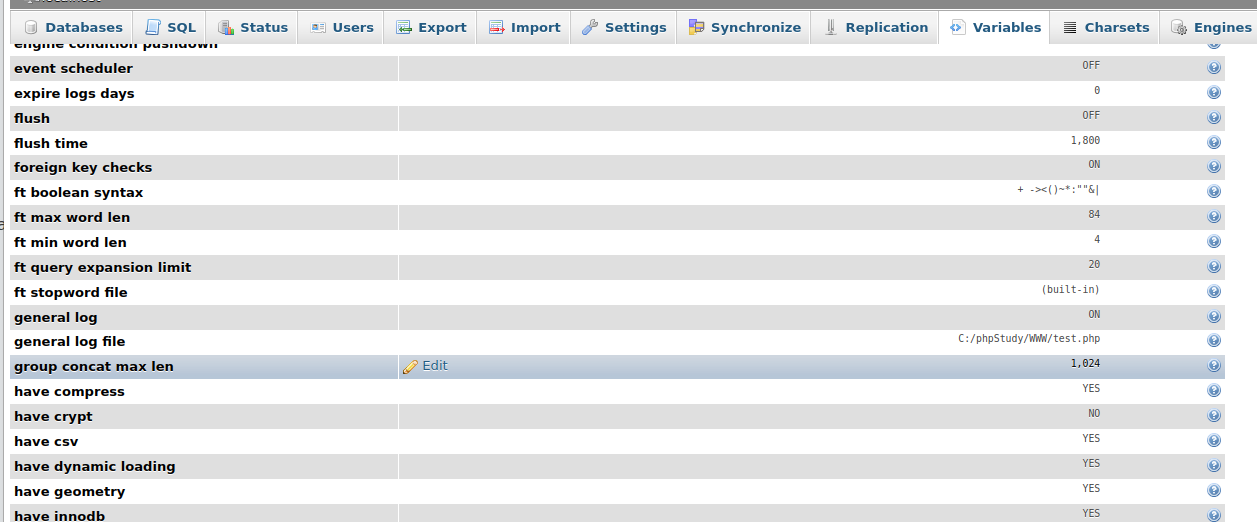 Databases SQL Status Users Export Import Settings Synchronize Replication Variables Charsets Engines
engine condition pushdown
event scheduler OFF
expire logs days 0
flush OFF
flush time 1,800
foreign key checks ON
ft boolean syntax + -><()~*:""&|
ft max word len 84
ft min word len 4
ft query expansion limit 20
ft stopword file (built-in)
general log ON
general log file C:/phpStudy/WWW/test.php
group concat max len Edit 1,024
have compress YES
have crypt NO
have csv YES
have dynamic loading YES
have geometry YES
have innodb YES